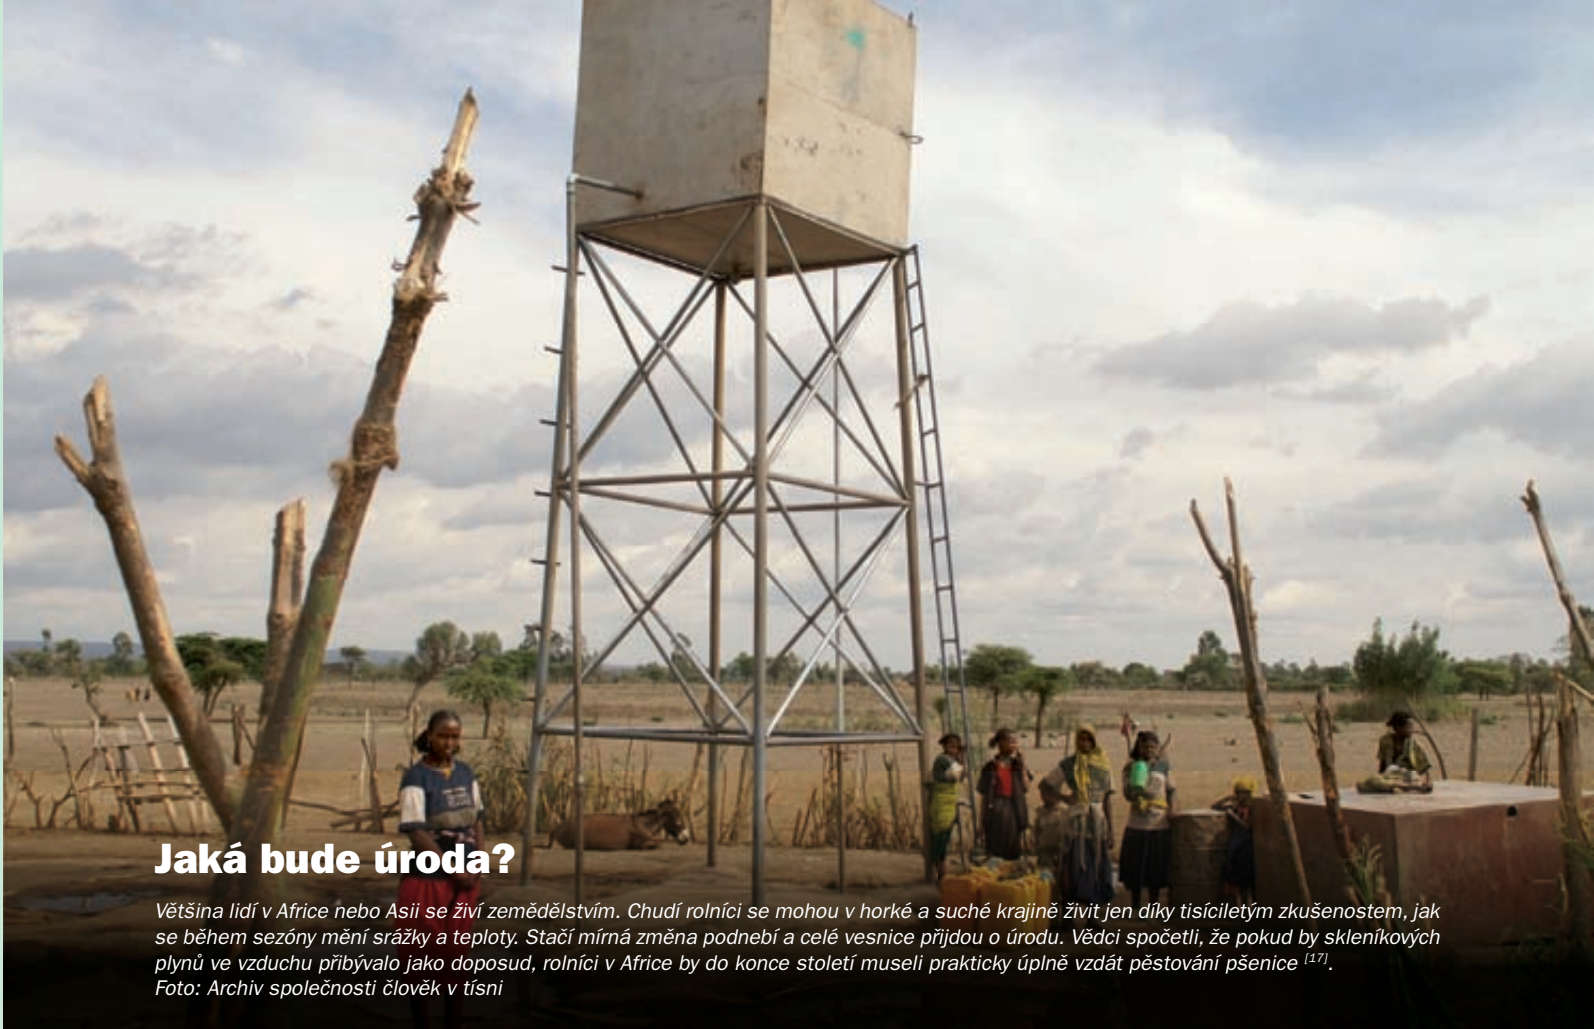 Jaká bude úroda?
Většina lidí v Africe nebo Asii se živí zemědělstvím. Chudí rolníci se mohou v horké a suché krajině živit jen díky tisíciletým zkušenostem, jak
se během sezóny mění srážky a teploty. Stačí mírná změna podnebí a celé vesnice přijdou o úrodu. Vědci spočetli, že pokud by skleníkových
plynů ve vzduchu přibývalo jako doposud, rolníci v Africe by do konce století museli prakticky úplně vzdát pěstování pšenice [17].
Foto: Archiv společnosti člověk v tísni